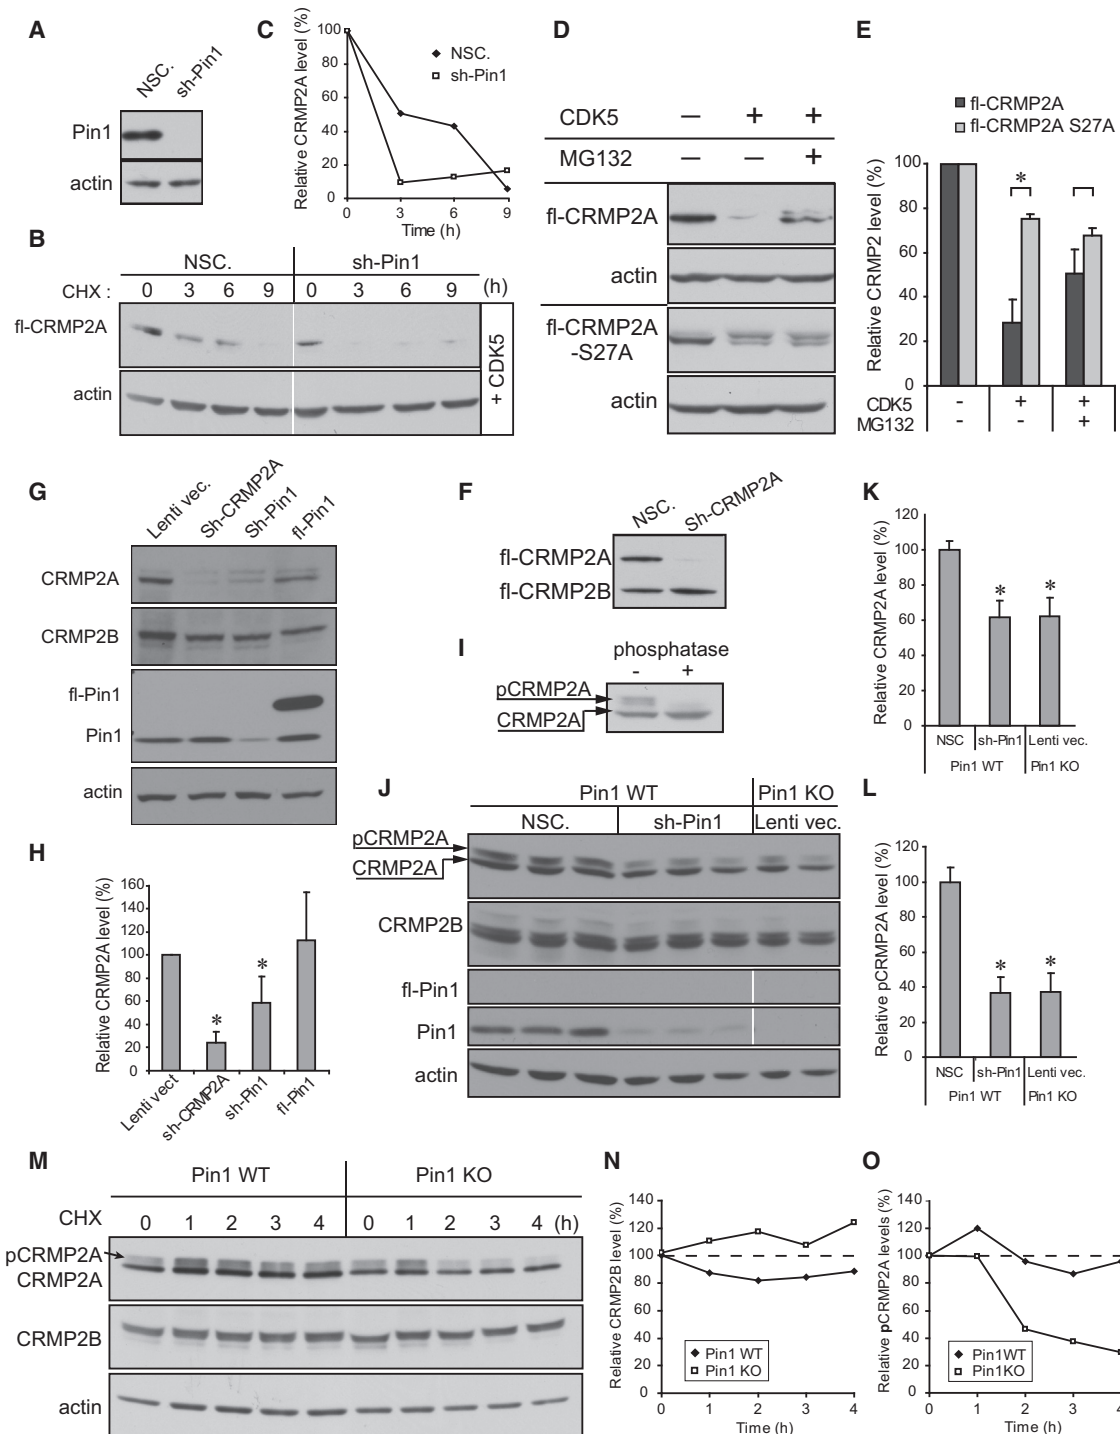 A
NSC.
sh-Pin1
Pin1
actin
C
Relative CRMP2A level (%)
100
80
60
40
20
0
NSC.
sh-Pin1
0
3
6
9
Time (h)
B
NSC.
sh-Pin1
CHX :
0
3
6
9
0
3
6
9
(h)
fl-CRMP2A
actin
+ CDK5
D
CDK5
—
+
+
MG132
—
—
+
fl-CRMP2A
actin
fl-CRMP2A
-S27A
actin
E
fl-CRMP2A
fl-CRMP2A S27A
Relative CRMP2 level (%)
100
80
60
40
20
0
*
CDK5
-
+
+
MG132
-
-
+
G
Lenti vec.
Sh-CRMP2A
Sh-Pin1
fl-Pin1
CRMP2A
CRMP2B
fl-Pin1
Pin1
actin
F
NSC.
Sh-CRMP2A
fl-CRMP2A
fl-CRMP2B
I
phosphatase
-
+
pCRMP2A
CRMP2A
K
Relative CRMP2A level (%)
120
100
80
60
40
20
0
*
*
NSC
sh-Pin1
Lenti vec.
Pin1 WT
Pin1 KO
H
Relative CRMP2A level (%)
160
140
120
100
80
60
40
20
0
*
*
Lenti vect
sh-CRMP2A
sh-Pin1
fl-Pin1
J
Pin1 WT
Pin1 KO
NSC.
sh-Pin1
Lenti vec.
pCRMP2A
CRMP2A
CRMP2B
fl-Pin1
Pin1
actin
L
Relative pCRMP2A level (%)
120
100
80
60
40
20
0
*
*
NSC
sh-Pin1
Lenti vec.
Pin1 WT
Pin1 KO
M
Pin1 WT
Pin1 KO
CHX
0
1
2
3
4
0
1
2
3
4
(h)
pCRMP2A
CRMP2A
CRMP2B
actin
N
Relative CRMP2B level (%)
140
120
100
80
60
40
20
0
Pin1 WT
Pin1 KO
0
1
2
3
4
Time (h)
O
Relative pCRMP2A levels (%)
140
120
100
80
60
40
20
0
Pin1WT
Pin1KO
0
1
2
3
4
Time (h)